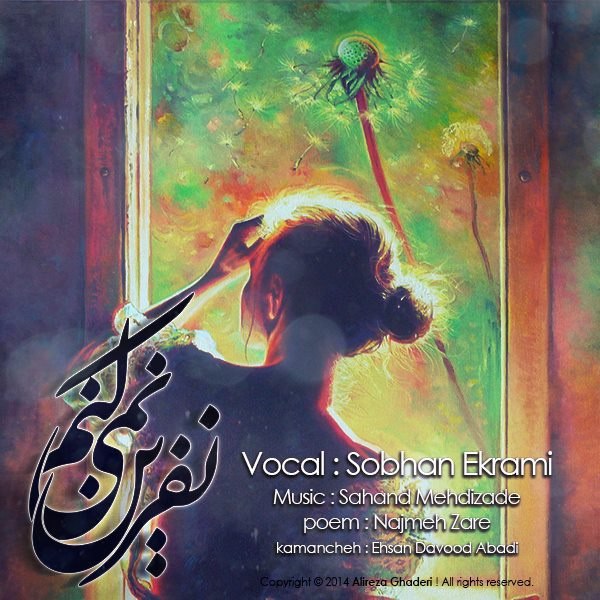 نفرین نمی کنم
Vocal : Sobhan Ekrami
Music : Sahand Mehdizade
poem : Najmeh Zare
kamancheh : Ehsan Davood Abadi
Copyright © 2014 Alireza Ghaderi ! All rights reserved.